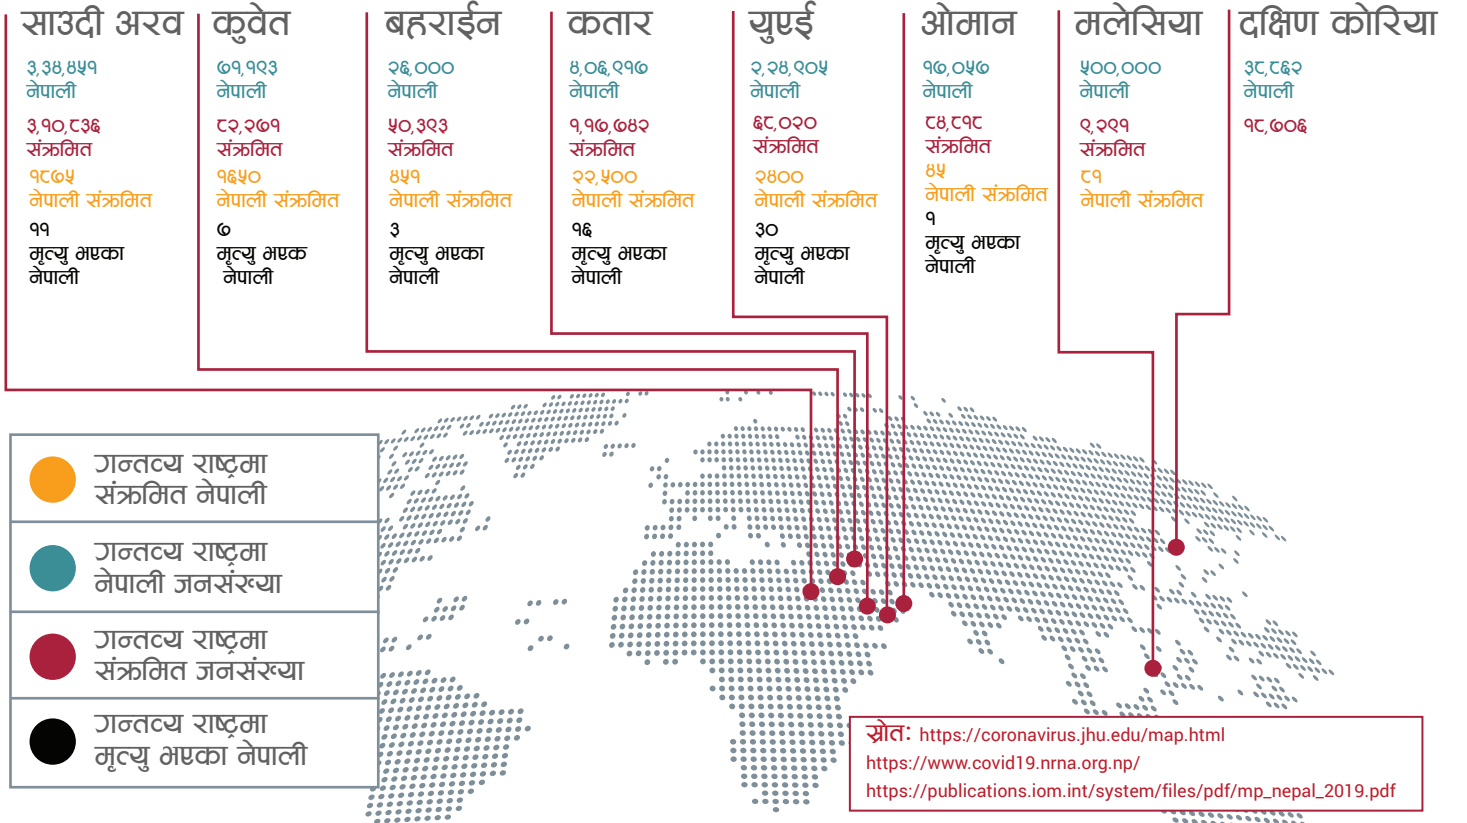 साउदी अरव
३,३४,४५१
नेपाली
३,१०,८३६
संक्रमित
१८७५
नेपाली संक्रमित
११
मृत्यु भएका
नेपाली
कुवेत
७१,१९३
नेपाली
८२,२७१
संक्रमित
१६५०
नेपाली संक्रमित
७
मृत्यु भएक
नेपाली
बहराईन
२६,०००
नेपाली
५०,३९३
संक्रमित
४५१
नेपाली संक्रमित
३
मृत्यु भएका
नेपाली
कतार
४,०६,९१७
नेपाली
१,१७,७४२
संक्रमित
२२,५००
नेपाली संक्रमित
१६
मृत्यु भएका
नेपाली
युएई
२,२४,९०५
नेपाली
६८,०२०
संक्रमित
२४००
नेपाली संक्रमित
३०
मृत्यु भएका
नेपाली
ओमान
१७,०५७
नेपाली
८४,८१८
संक्रमित
४५
नेपाली संक्रमित
१
मृत्यु भएका
नेपाली
मलेसिया
५००,०००
नेपाली
९,२९१
संक्रमित
८१
नेपाली संक्रमित
दक्षिण कोरिया
३८,८६२
नेपाली
१८,७०६
गन्तव्य राष्ट्रमा
संक्रमित नेपाली
गन्तव्य राष्ट्रमा
नेपाली जनसंख्या
गन्तव्य राष्ट्रमा
संक्रमित जनसंख्या
गन्तव्य राष्ट्रमा
मृत्यु भएका नेपाली
स्रोत: https://coronavirus.jhu.edu/map.html
https://www.covid19.nrna.org.np/
https://publications.iom.int/system/files/pdf/mp_nepal_2019.pdf